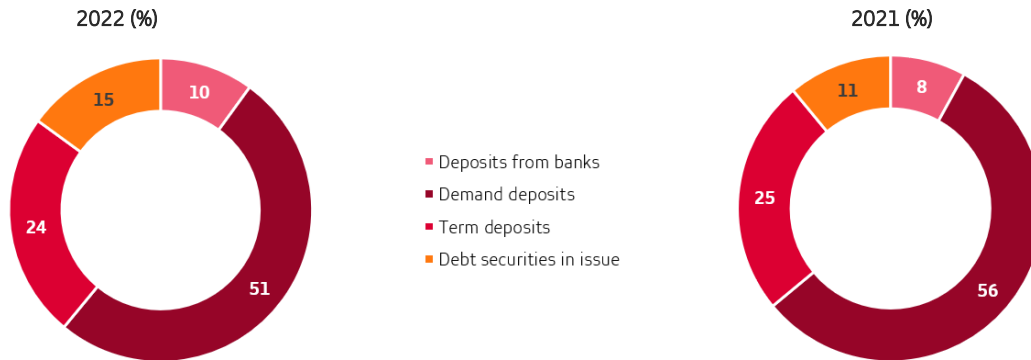 2022 (%)
2021 (%)
15
10
24
51
Deposits from banks
Demand deposits
Term deposits
Debt securities in issue
11
8
25
56